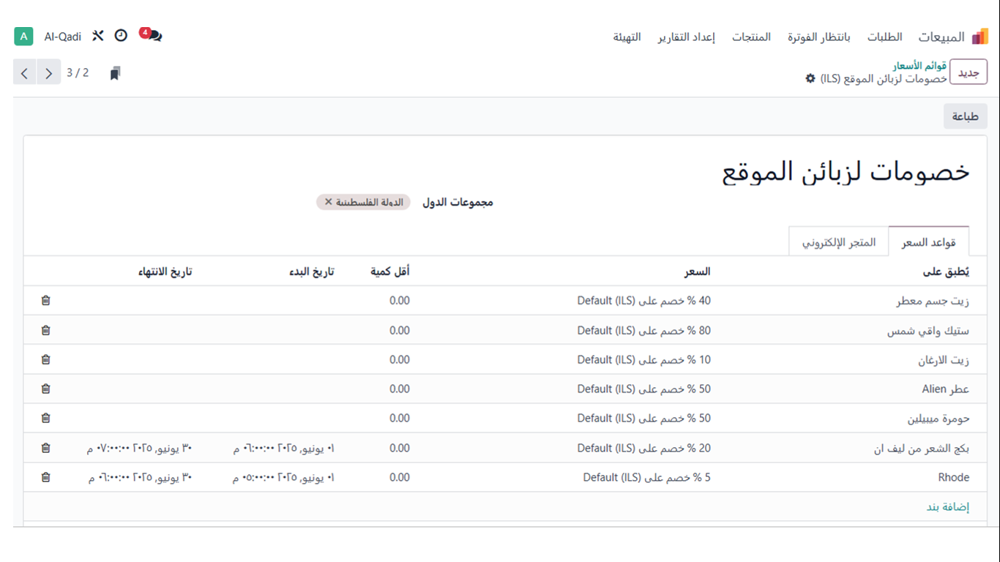 المبيعات الطلبات بانتظار الفوترة المنتجات إعداد التقارير التهيئة 4 Al-Qadi A
جديد
قوائم الأسعار
خصومات لزبائن الموقع (ILS)
3 / 2
طباعة
خصومات لزبائن الموقع
مجموعات الدول الدولة الفلسطينية ×
قواعد السعر المتجر الإلكتروني
يُطبق على السعر أقل كمية تاريخ البدء تاريخ الانتهاء
زيت جسم معطر 40 % خصم على Default (ILS) 0.00
ستيك واقي شمس 80 % خصم على Default (ILS) 0.00
زيت الارغان 10 % خصم على Default (ILS) 0.00
عطر Alien 50 % خصم على Default (ILS) 0.00
حومرة ميبيلين 50 % خصم على Default (ILS) 0.00
بكج الشعر من ليف ان 20 % خصم على Default (ILS) 0.00 ٠١ يونيو, ٢٠٢٥ ٠٦:٠٠:٠٠ م ٣٠ يونيو, ٢٠٢٥ ٠٧:٠٠:٠٠ م
Rhode 5 % خصم على Default (ILS) 0.00 ٠١ يونيو, ٢٠٢٥ ٠٥:٠٠:٠٠ م ٣٠ يونيو, ٢٠٢٥ ٠٦:٠٠:٠٠ م
إضافة بند